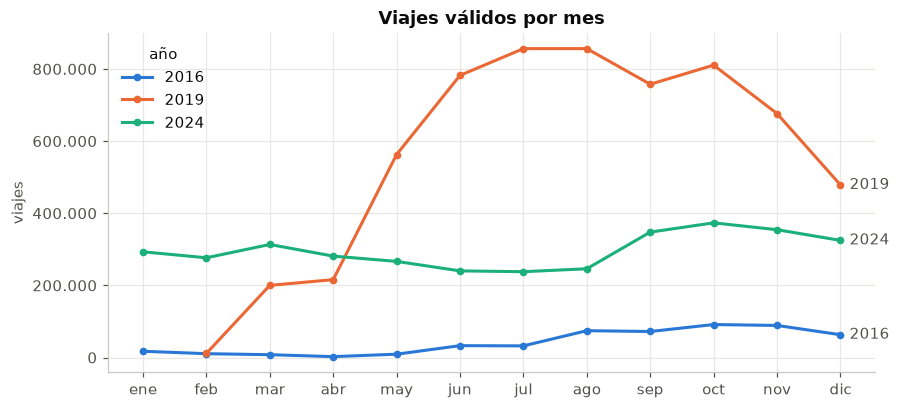 Viajes válidos por mes
año
2016
2019
2024
viajes
800.000
600.000
400.000
200.000
0
2019
2024
2016
ene feb mar abr may jun jul ago sep oct nov dic